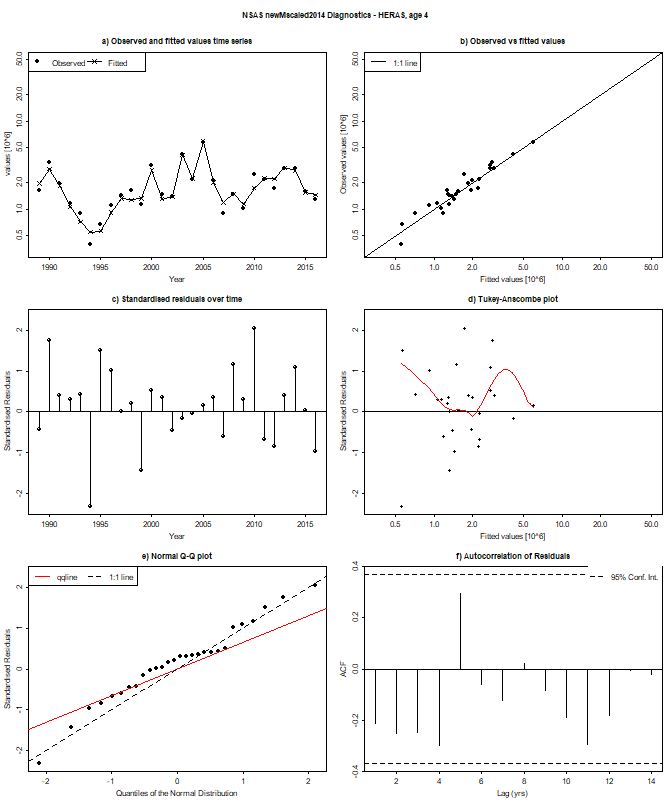 NSAS newMscaled2014 Diagnostics - HERAS, age 4
a) Observed and fitted values time series
Observed Fitted
values [10^6]
0.5 1.0 2.0 5.0 10.0 20.0 50.0
1990 1995 2000 2005 2010 2015
Year
b) Observed vs fitted values
1:1 line
Observed values [10^6]
0.5 1.0 2.0 5.0 10.0 20.0 50.0
0.5 1.0 2.0 5.0 10.0 20.0 50.0
Fitted values [10^6]
c) Standardised residuals over time
Standardised Residuals
-2 -1 0 1 2
1990 1995 2000 2005 2010 2015
Year
d) Tukey-Anscombe plot
Standardised Residuals
-2 -1 0 1 2
0.5 1.0 2.0 5.0 10.0 20.0 50.0
Fitted values [10^6]
e) Normal Q-Q plot
qqline 1:1 line
Standardised Residuals
-2 -1 0 1 2
-2 -1 0 1 2
Quantiles of the Normal Distribution
f) Autocorrelation of Residuals
95% Conf. Int.
ACF
-0.4 -0.2 0.0 0.2 0.4
2 4 6 8 10 12 14
Lag (yrs)